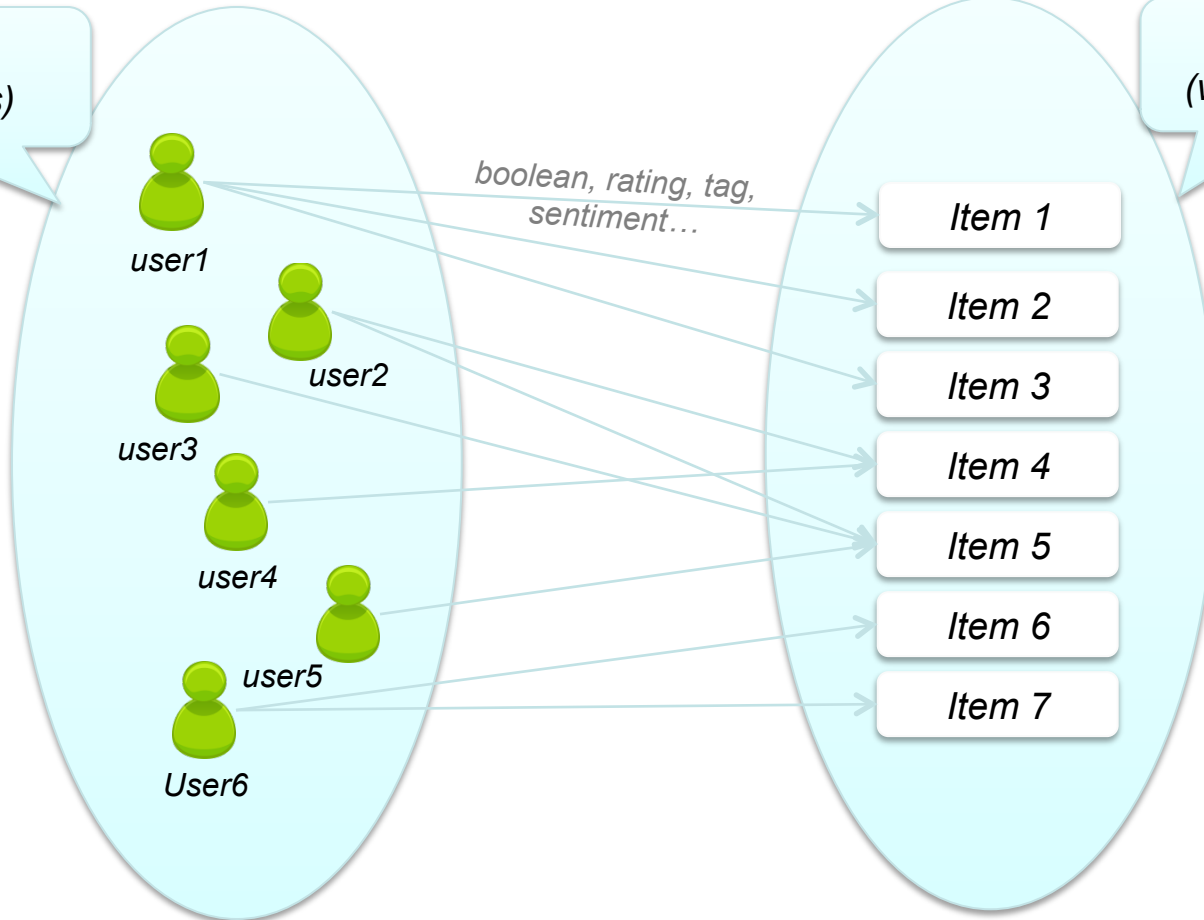 boolean, rating, tag,
sentiment…
user1
user2
user3
user4
user5
User6
Item 1
Item 2
Item 3
Item 4
Item 5
Item 6
Item 7